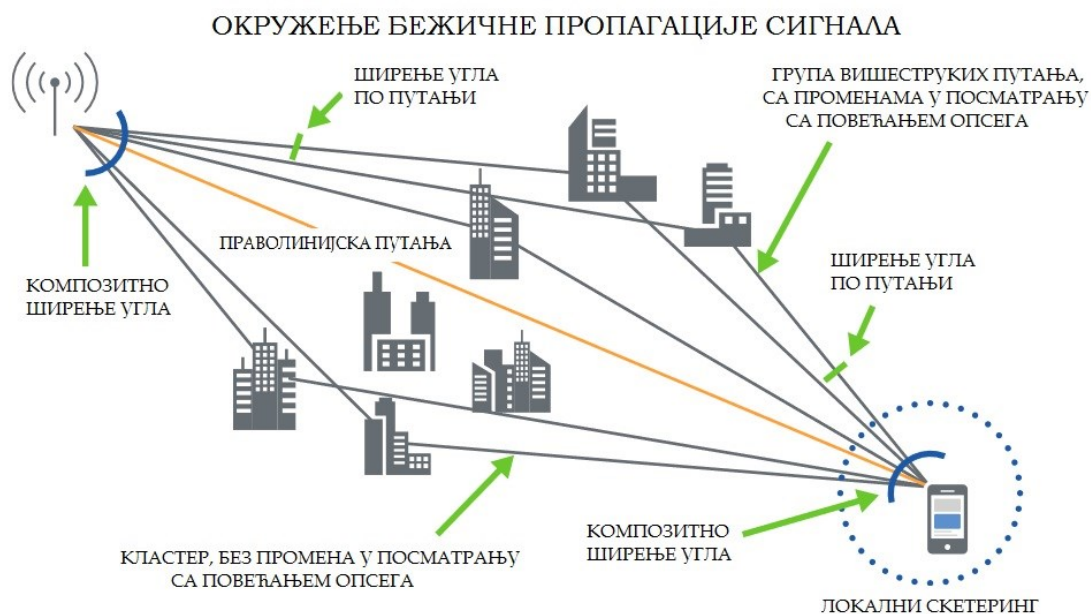 ОКРУЖЕЊЕ БЕЖИЧНЕ ПРОПАГАЦИЈЕ СИГНАЛА
ШИРЕЊЕ УГЛА
ПО ПУТАЊИ
ГРУПА ВИШЕСТРУКИХ ПУТАЊА,
СА ПРОМЕНАМА У ПОСМАТРАЊУ
СА ПОВЕЋАЊЕМ ОПСЕГА
ПРАВОЛИНИЈСКА ПУТАЊА
КОМПОЗИТНО
ШИРЕЊЕ УГЛА
ШИРЕЊЕ УГЛА
ПО ПУТАЊИ
КЛАСТЕР, БЕЗ ПРОМЕНА У ПОСМАТРАЊУ
СА ПОВЕЋАЊЕМ ОПСЕГА
КОМПОЗИТНО
ШИРЕЊЕ УГЛА
ЛОКАЛНИ СКЕТЕРИНГ